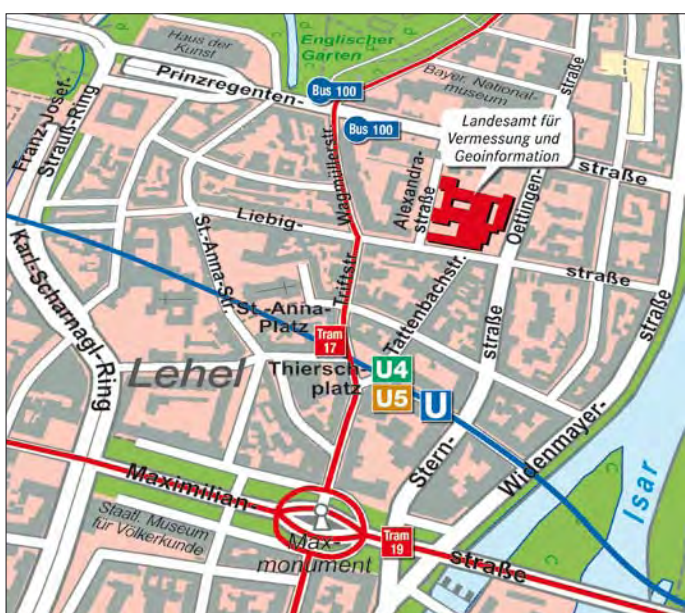 Haus der
Kunst
Englischer
Garten
Prinzregenten-
Bus 100
Bus 100
Bayer. National-
museum
Landesamt für
Vermessung und
Geoinformation
straße
straße
Franz-Josef-
Strauß-Ring
Wagmüllerstr.
Alexandra-
straße
Oettingen-
Liebig-
straße
Karl-Scharnagl-Ring
St.-Anna-Str.
Triftstr.
St.-Anna-
Platz
Tram
17
Tattenbachstr.
Lehel
Thiersch-
platz
U4
U5
U
straße
Stern-
Widenmayer-
Isar
Maximilian-
Staatl. Museum
für Völkerkunde
Max-
monument
Tram
19
straße